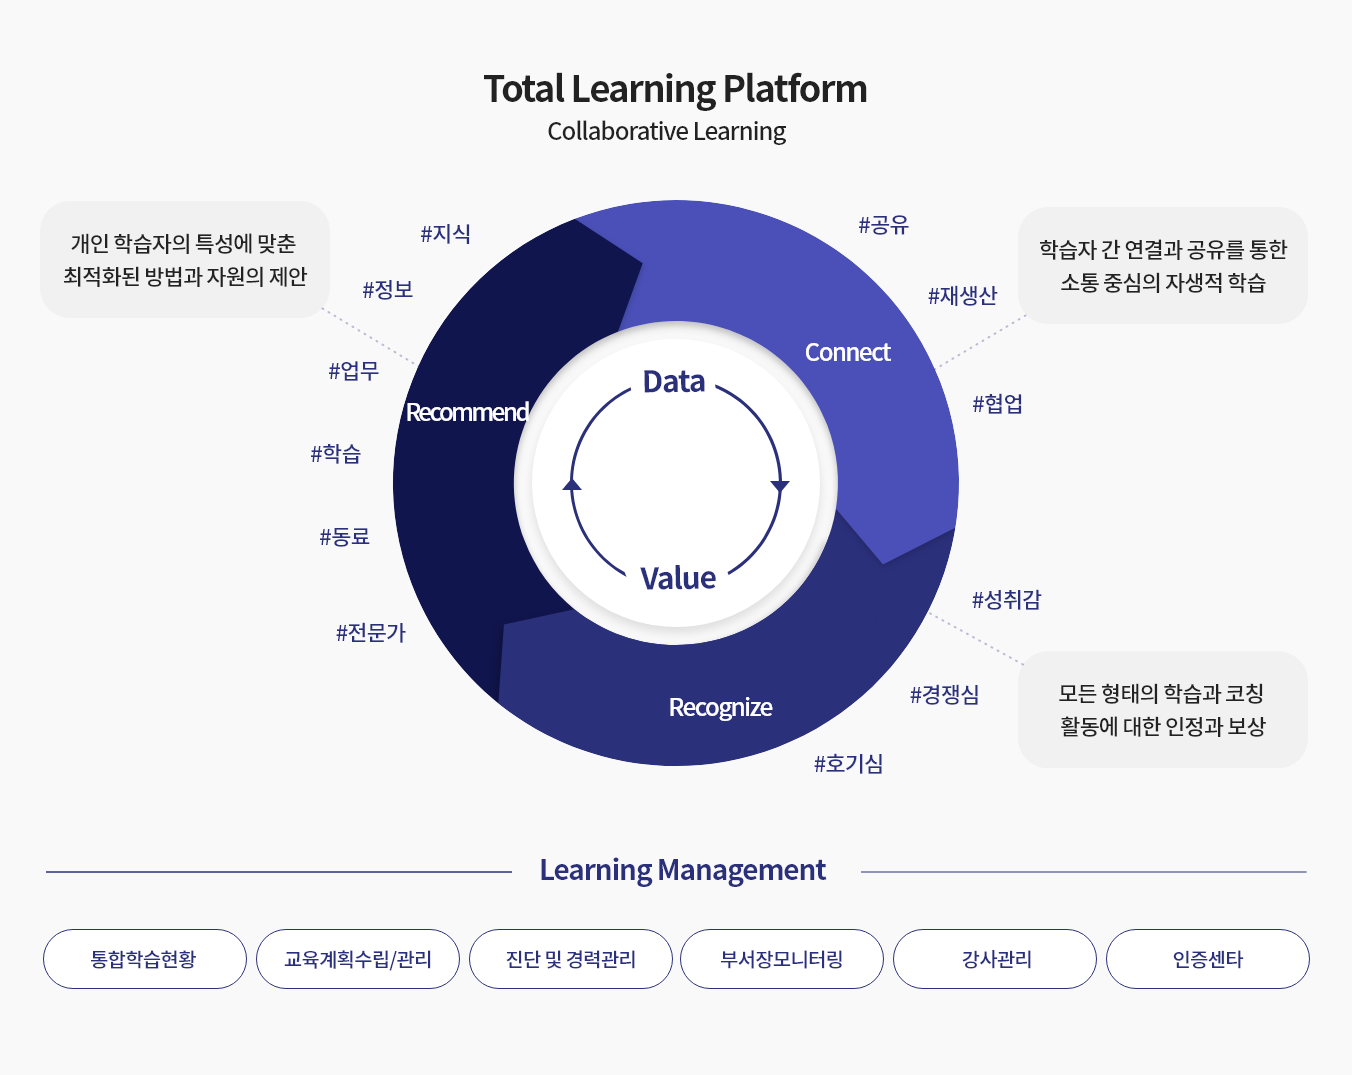 Total Learning Platform
Collaborative Learning
개인 학습자의 특성에 맞춘
최적화된 방법과 자원의 제안
#지식
#정보
#업무
#학습
#동료
#전문가
Recommend
#공유
#재생산
#협업
학습자 간 연결과 공유를 통한
소통 중심의 자생적 학습
Connect
Data
Value
Recognize
#성취감
#경쟁심
#호기심
모든 형태의 학습과 코칭
활동에 대한 인정과 보상
Learning Management
통합학습현황
교육계획수립/관리
진단 및 경력관리
부서장모니터링
강사관리
인증센타